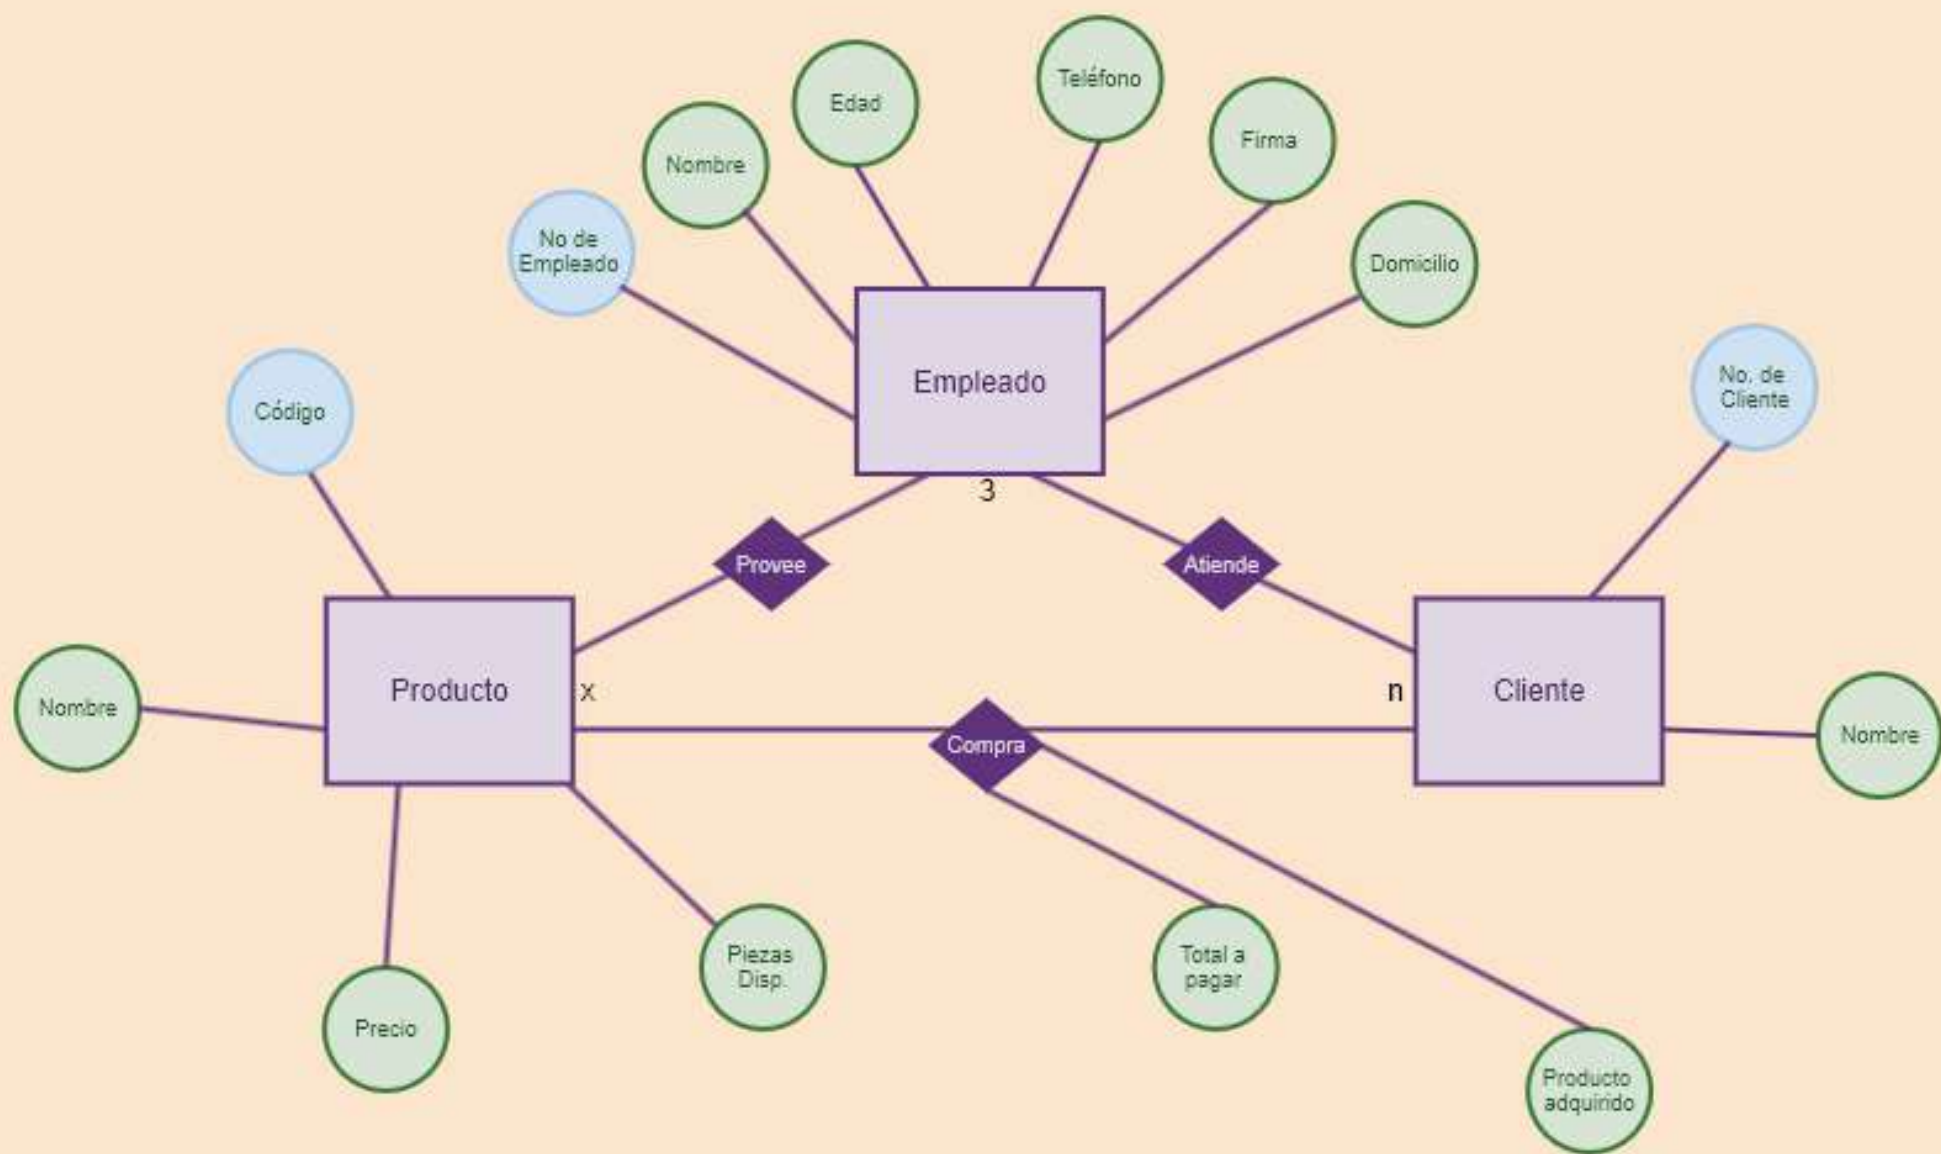 Teléfono
Edad
Firma
Nombre
No de
Empleado
Domicilio
Empleado
No. de
Cliente
Código
3
Provee
Atiende
Producto
x
n
Cliente
Nombre
Compra
Nombre
Piezas
Disp.
Total a
pagar
Precio
Producto
adquirido